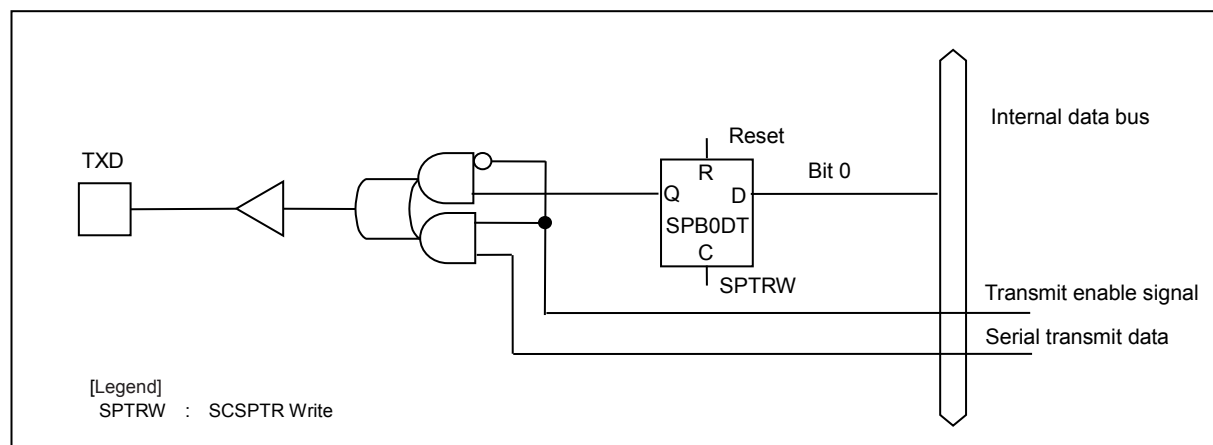 Internal data bus
Reset
TXD
Bit 0
R
Q
D
SPB0DT
C
SPTRW
Transmit enable signal
Serial transmit data
[Legend]
SPTRW : SCSPTR Write